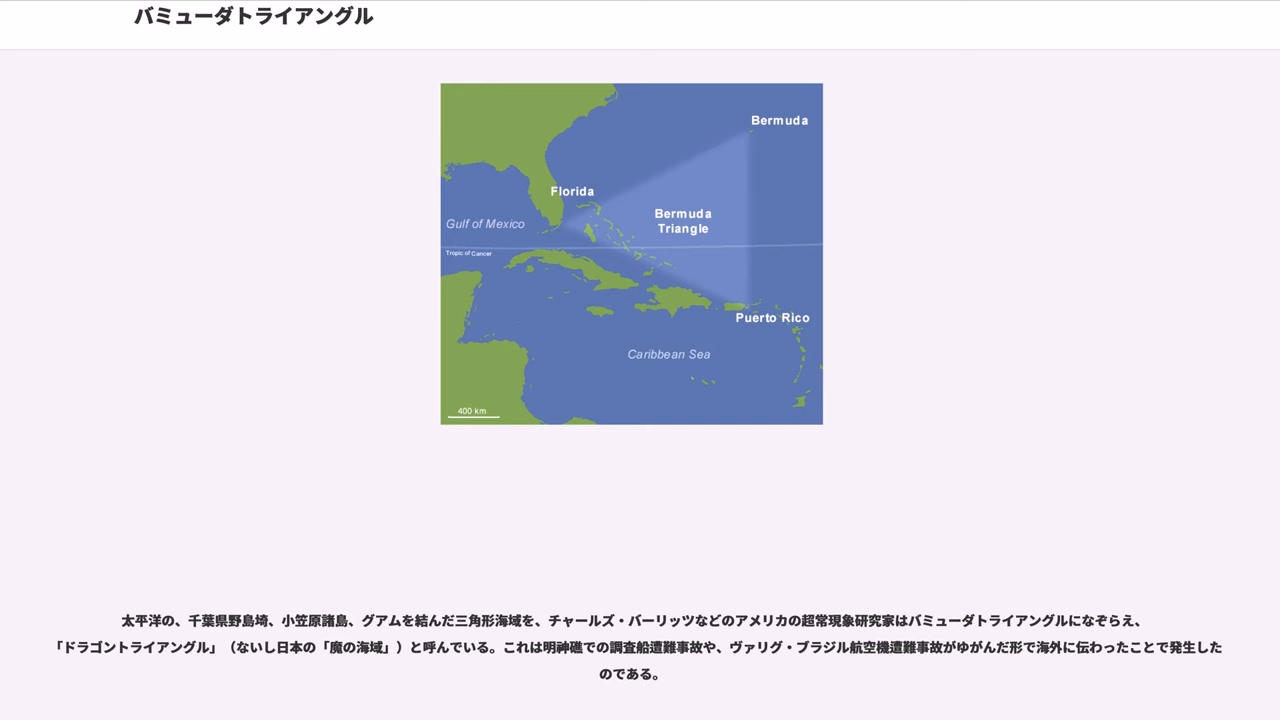 バミューダトライアングル
Bermuda
Florida
Bermuda
Triangle
Gulf of Mexico
Tropic of Cancer
Puerto Rico
Caribbean Sea
400 km
太平洋の、千葉県野島埼、小笠原諸島、グアムを結んだ三角形海域を、チャールズ・バーリッツなどのアメリカの超常現象研究家はバミューダトライアングルになぞらえ、
「ドラゴントライアングル」（ないし日本の「魔の海域」）と呼んでいる。これは明神礁での調査船遭難事故や、ヴァリグ・ブラジル航空機遭難事故がゆがんだ形で海外に伝わったことで発生した
のである。